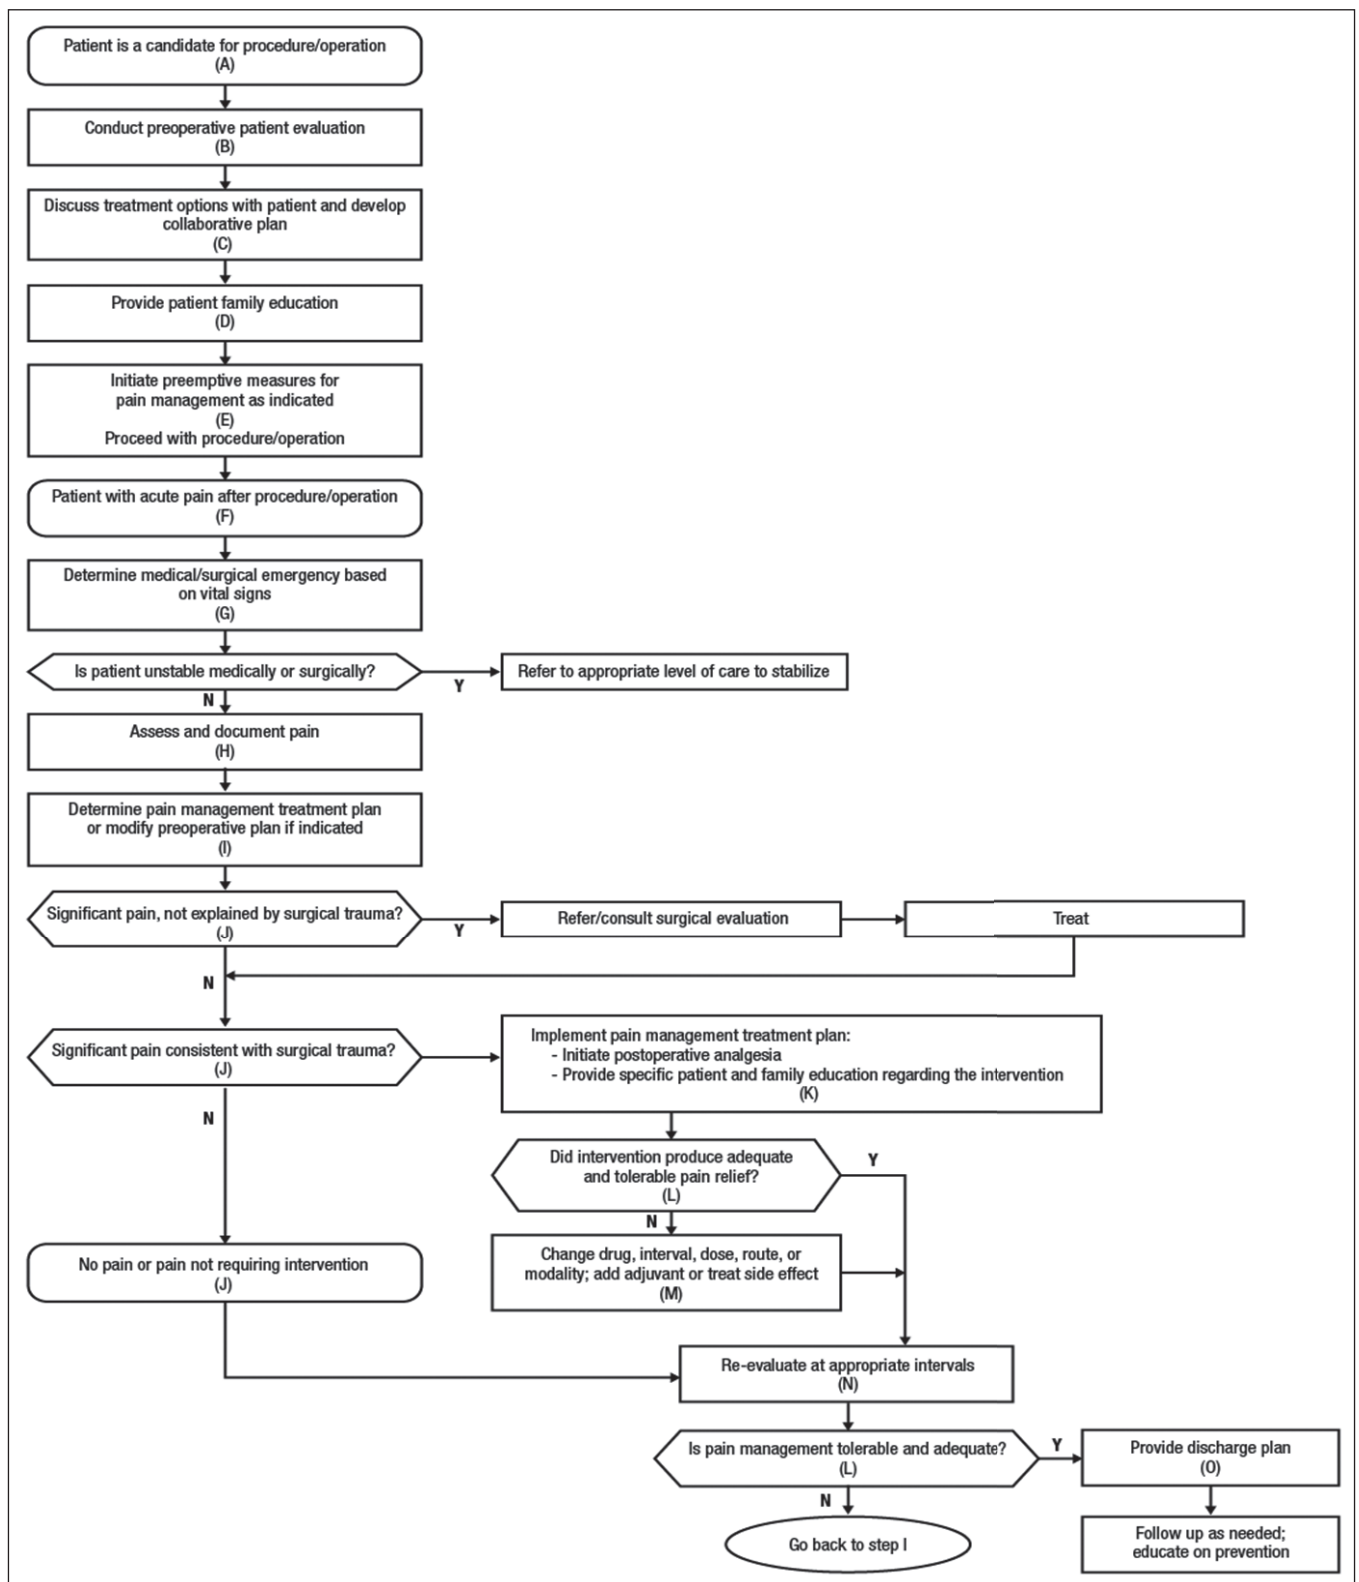 Patient is a candidate for procedure/operation
(A)
Conduct preoperative patient evaluation
(B)
Discuss treatment options with patient and develop
collaborative plan
(C)
Provide patient family education
(D)
Initiate preemptive measures for
pain management as indicated
(E)
Proceed with procedure/operation
Patient with acute pain after procedure/operation
(F)
Determine medical/surgical emergency based
on vital signs
(G)
Is patient unstable medically or surgically?
Y
Refer to appropriate level of care to stabilize
N
Assess and document pain
(H)
Determine pain management treatment plan
or modify preoperative plan if indicated
(I)
Significant pain, not explained by surgical trauma?
(J)
Y
Refer/consult surgical evaluation
Treat
N
Significant pain consistent with surgical trauma?
(J)
Implement pain management treatment plan:
- Initiate postoperative analgesia
- Provide specific patient and family education regarding the intervention
(K)
N
Did intervention produce adequate
and tolerable pain relief?
(L)
Y
N
Change drug, interval, dose, route, or
modality; add adjuvant or treat side effect
(M)
No pain or pain not requiring intervention
(J)
Re-evaluate at appropriate intervals
(N)
Is pain management tolerable and adequate?
(L)
Y
Provide discharge plan
(O)
N
Go back to step I
Follow up as needed;
educate on prevention